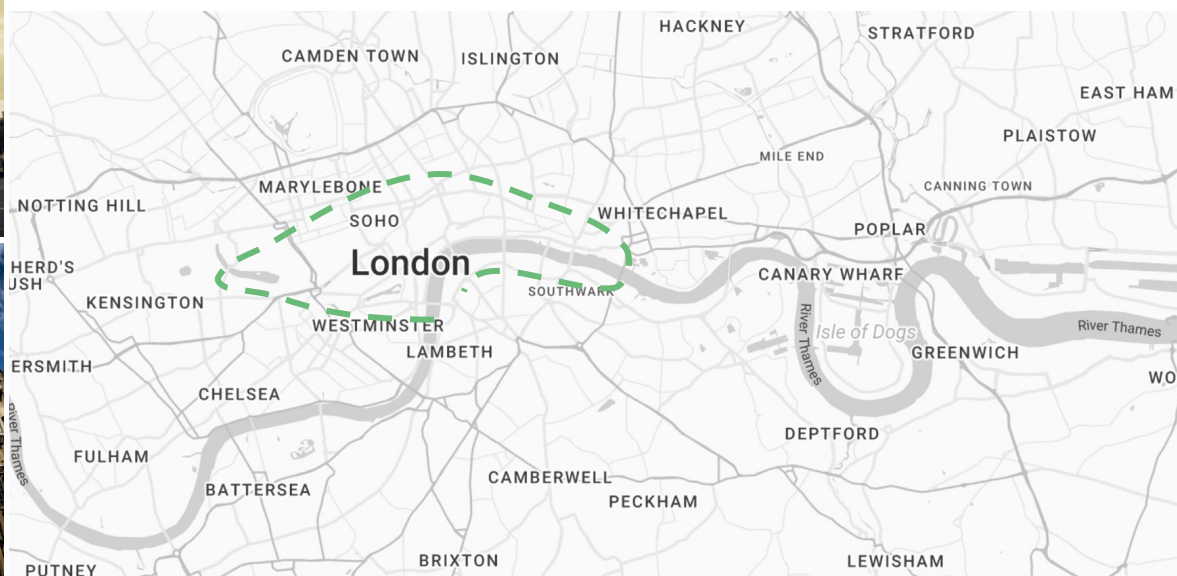 HACKNEY
STRATFORD
CAMDEN TOWN
ISLINGTON
EAST HAM
PLAISTOW
MILE END
CANNING TOWN
MARYLEBONE
NOTTING HILL
SOHO
WHITECHAPEL
POPLAR
London
HERD'S
USH
CANARY WHARF
SOUTHWARK
KENSINGTON
WESTMINSTER
River Thames
Isle of Dogs
River Thames
LAMBETH
GREENWICH
ERSMITH
WO
CHELSEA
River Thames
DEPTFORD
FULHAM
CAMBERWELL
BATTERSEA
PECKHAM
BRIXTON
LEWISHAM
PUTNEY